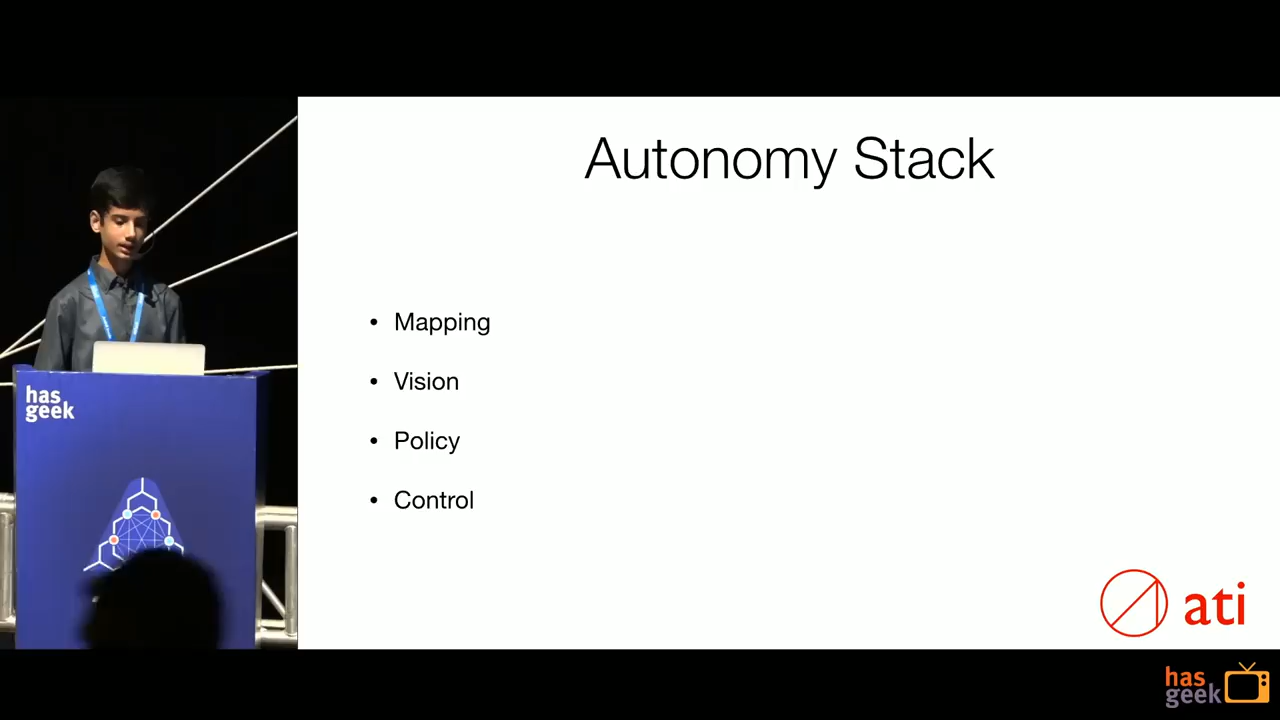 Autonomy Stack
• Mapping
• Vision
• Policy
• Control
has
geek
ati
has
geek